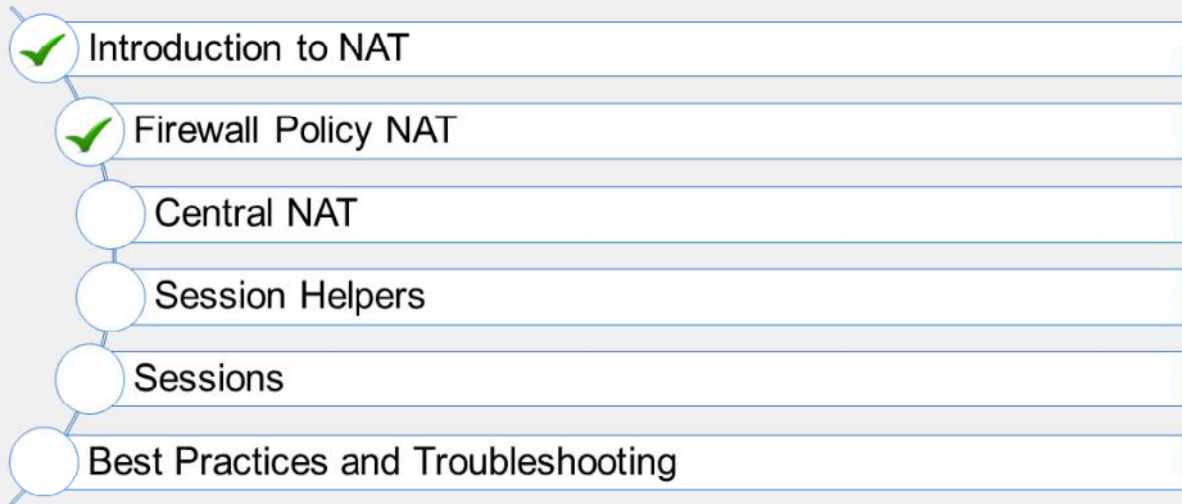 Introduction to NAT
Firewall Policy NAT
Central NAT
Session Helpers
Sessions
Best Practices and Troubleshooting